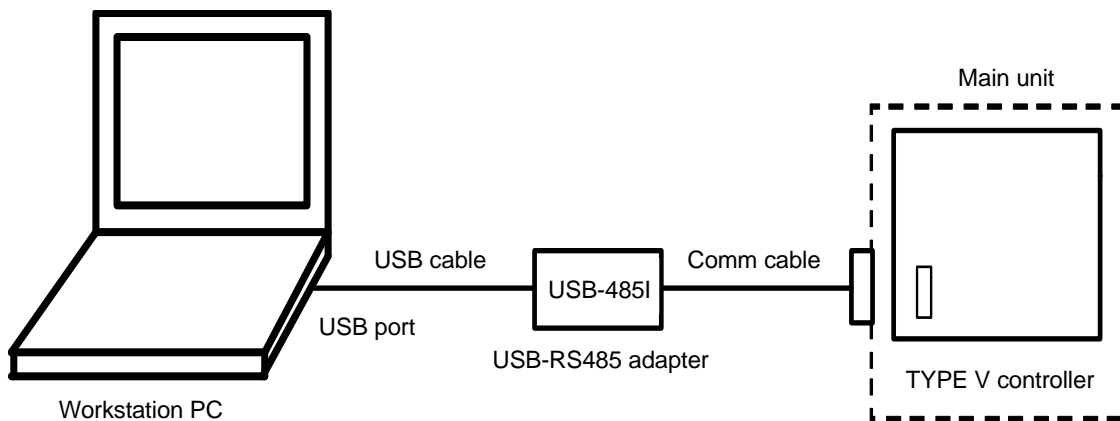 Main unit
USB cable
Comm cable
USB-485I
USB port
USB-RS485 adapter
TYPE V controller
Workstation PC